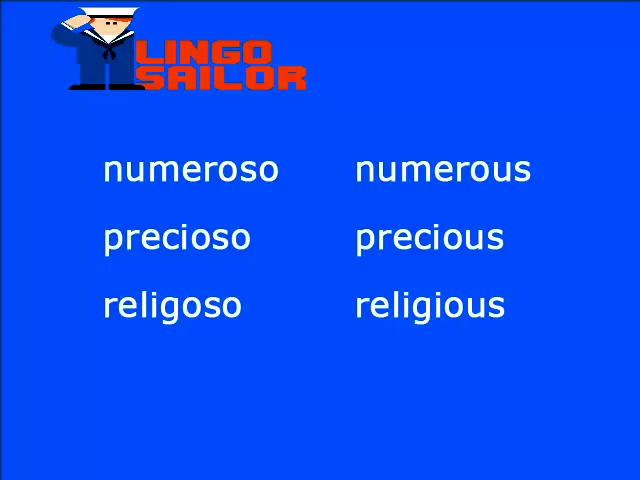 LINGO
SAILOR
numeroso numerous
precioso precious
religoso religious